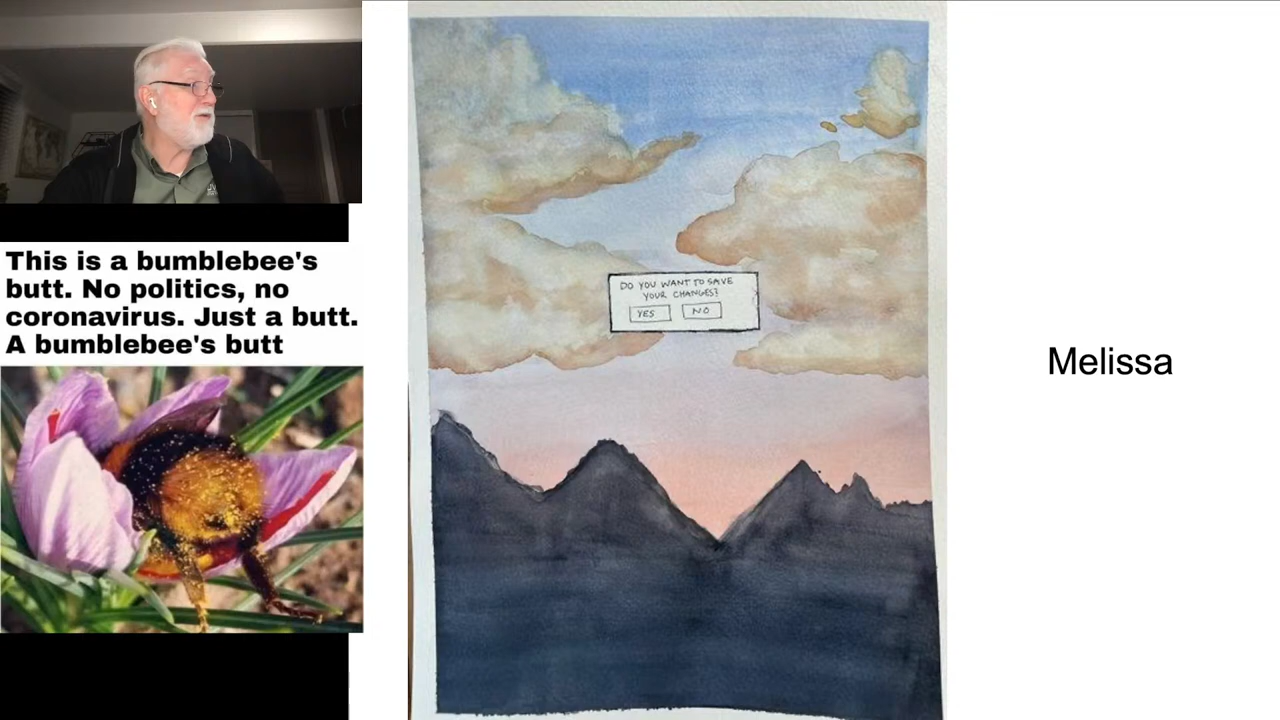 This is a bumblebee's
butt. No politics, no
coronavirus. Just a butt.
A bumblebee's butt
DO YOU WANT TO SAVE
YOUR CHANGES?
YES NO
Melissa